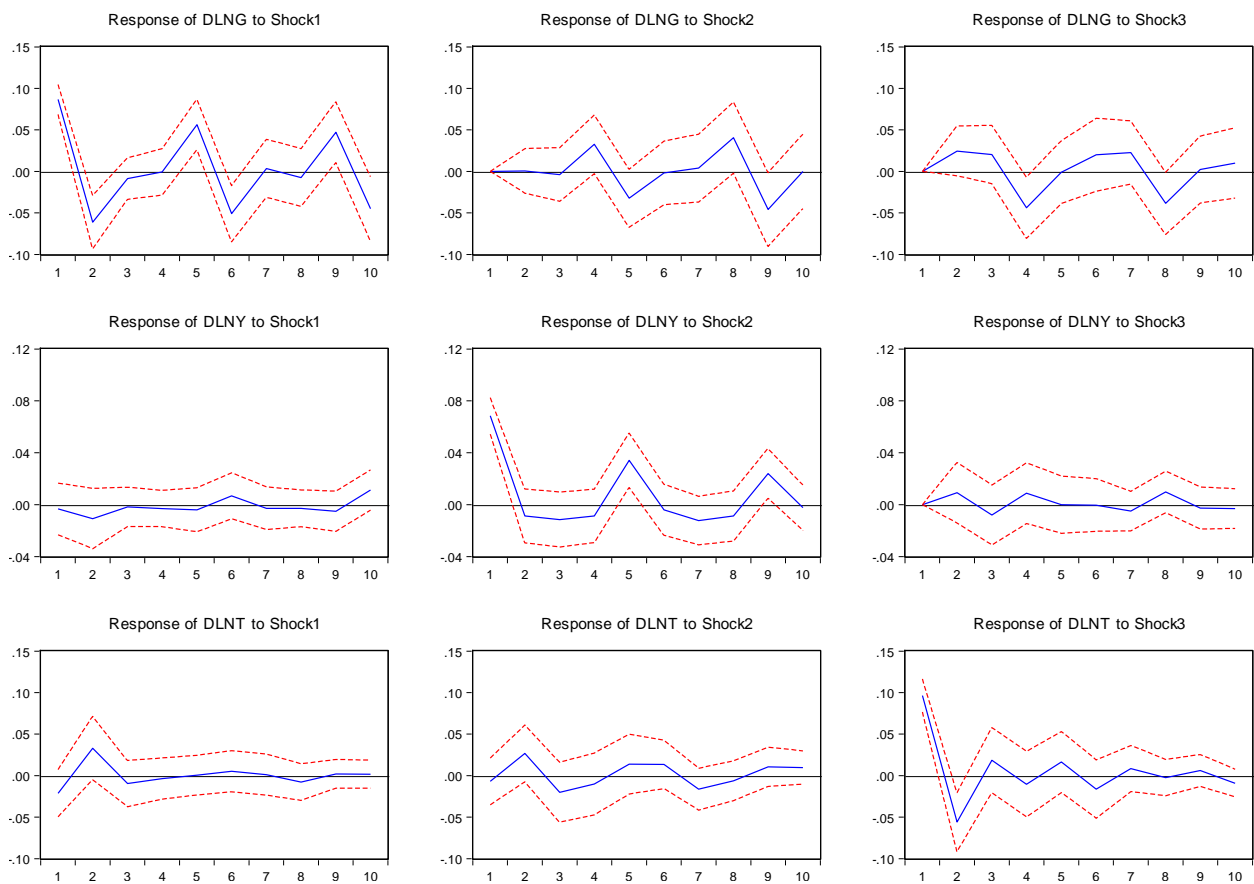 Response of DLNG to Shock1
.15
.10
.05
.00
-.05
-.10
1 2 3 4 5 6 7 8 9 10
Response of DLNG to Shock2
.15
.10
.05
.00
-.05
-.10
1 2 3 4 5 6 7 8 9 10
Response of DLNG to Shock3
.15
.10
.05
.00
-.05
-.10
1 2 3 4 5 6 7 8 9 10
Response of DLNY to Shock1
.12
.08
.04
.00
-.04
1 2 3 4 5 6 7 8 9 10
Response of DLNY to Shock2
.12
.08
.04
.00
-.04
1 2 3 4 5 6 7 8 9 10
Response of DLNY to Shock3
.12
.08
.04
.00
-.04
1 2 3 4 5 6 7 8 9 10
Response of DLNT to Shock1
.15
.10
.05
.00
-.05
-.10
1 2 3 4 5 6 7 8 9 10
Response of DLNT to Shock2
.15
.10
.05
.00
-.05
-.10
1 2 3 4 5 6 7 8 9 10
Response of DLNT to Shock3
.15
.10
.05
.00
-.05
-.10
1 2 3 4 5 6 7 8 9 10